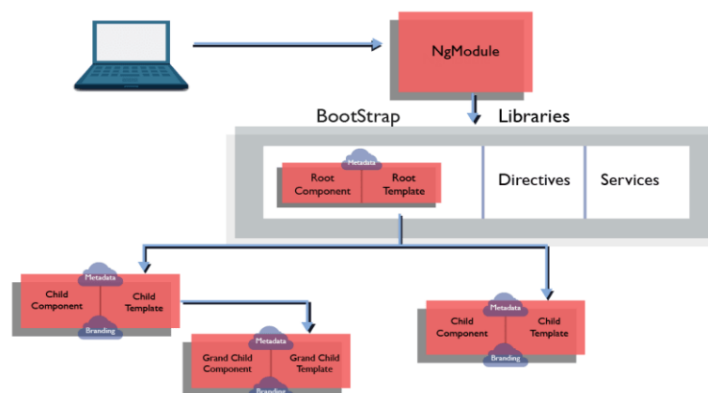 NgModule
BootStrap
Libraries
Metadata
Root Component
Root Template
Directives
Services
Metadata
Child Component
Child Template
Branding
Metadata
Grand Child Component
Grand Child Template
Branding
Metadata
Child Component
Child Template
Branding